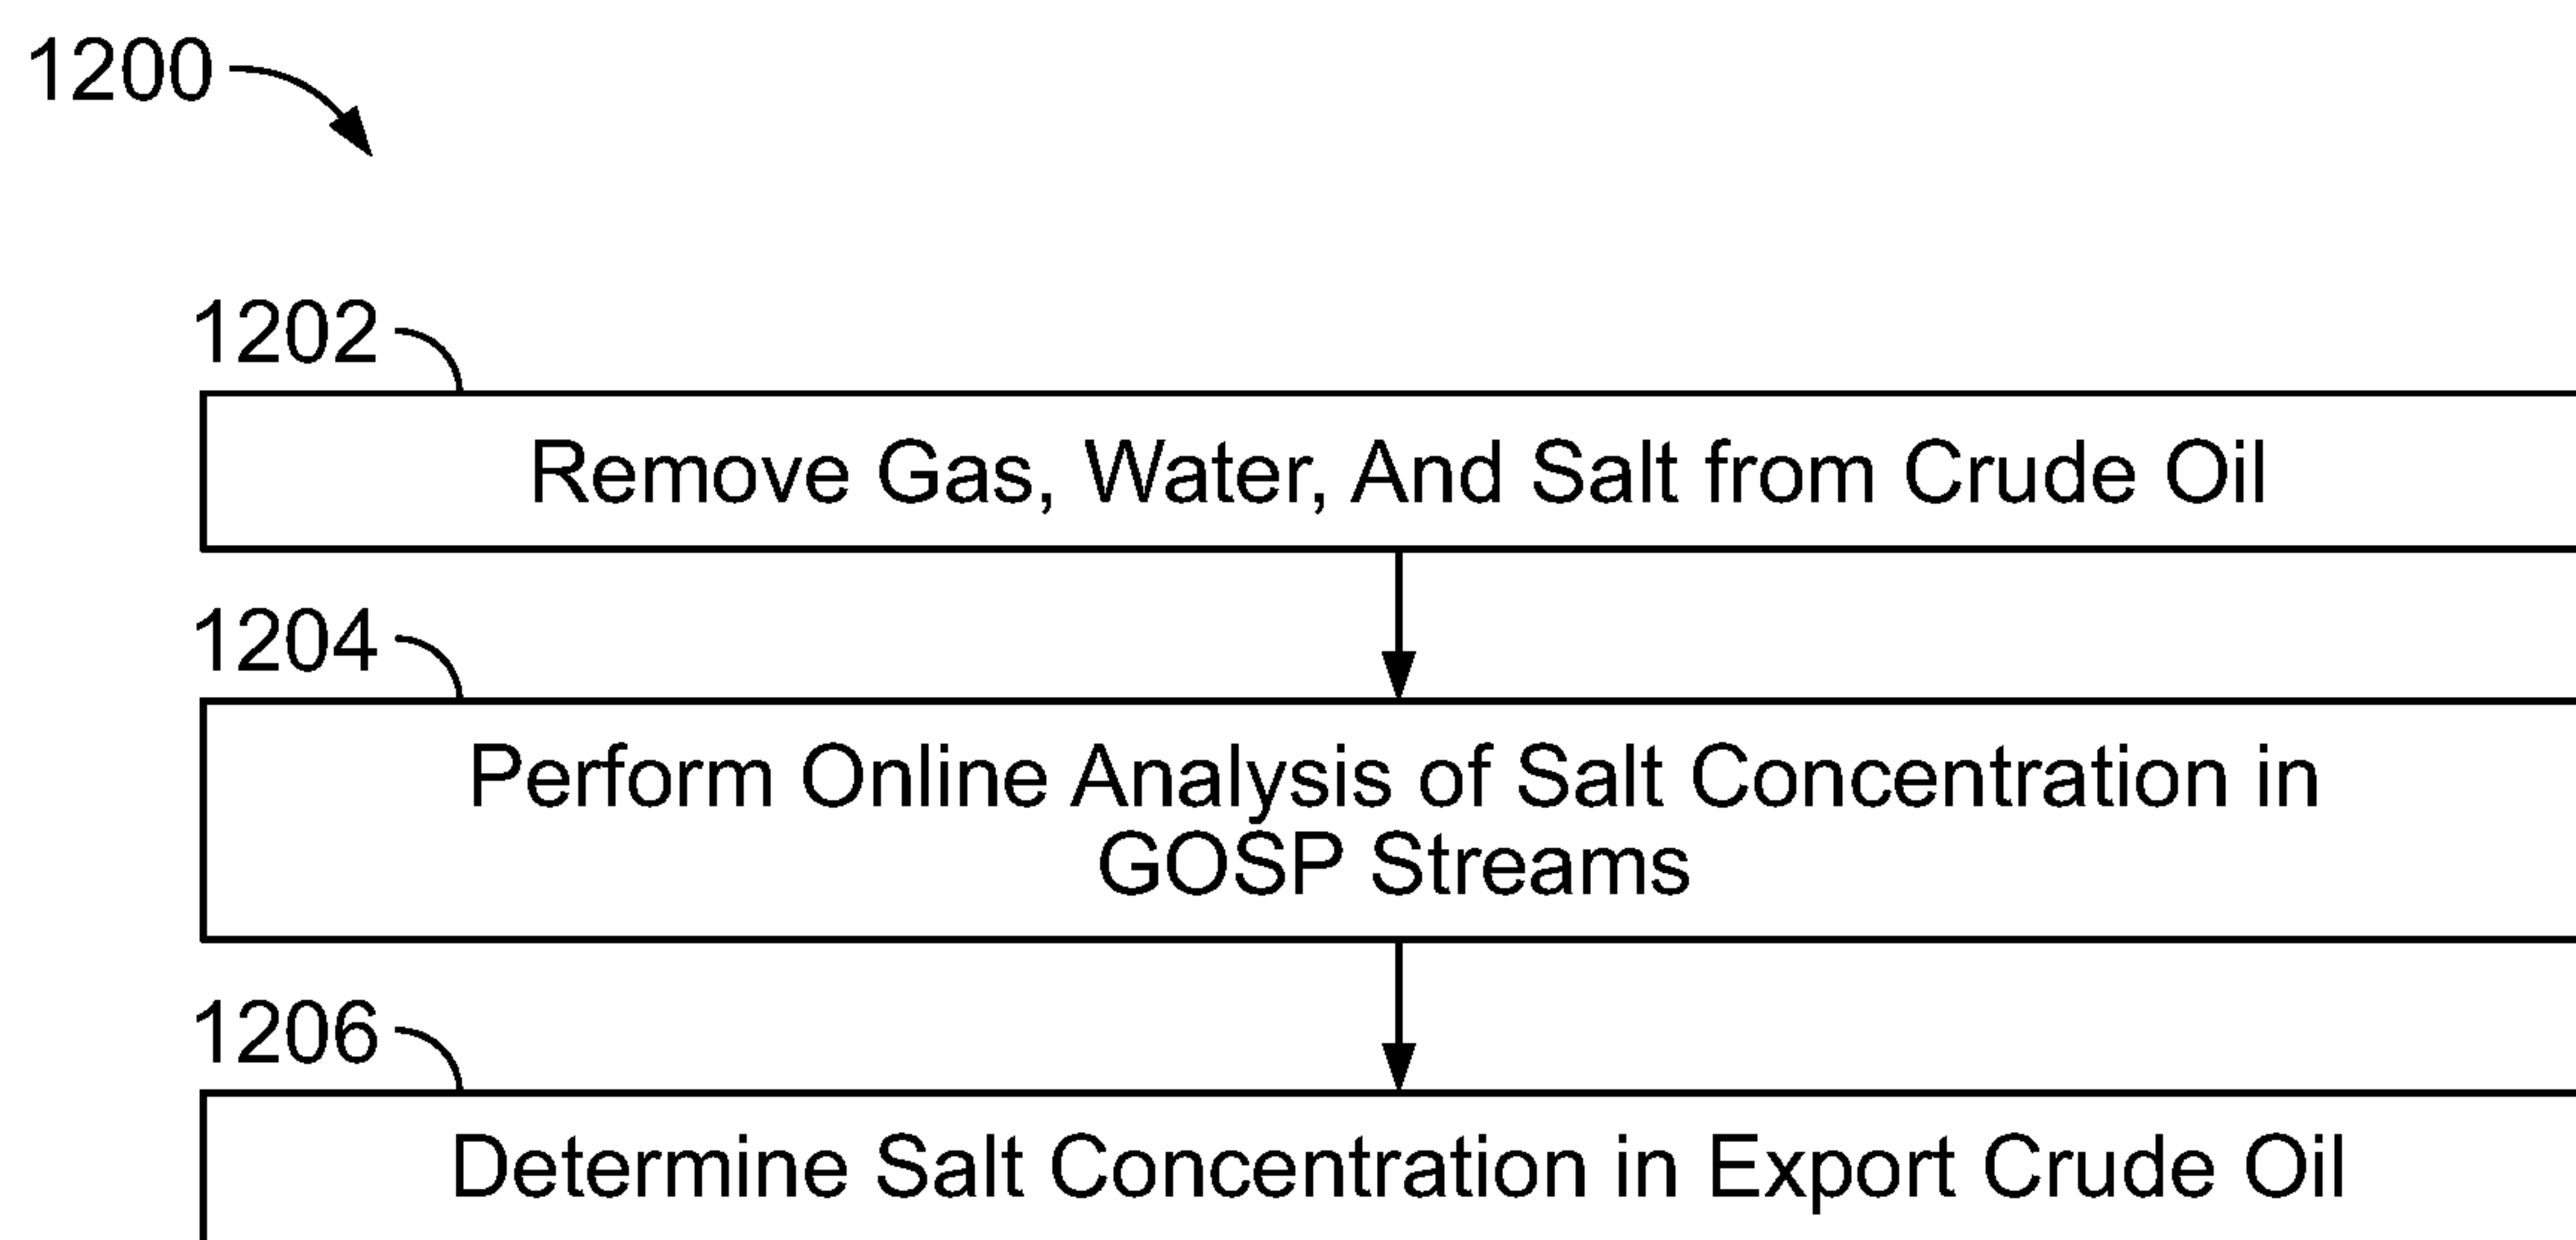 1200
1202
Remove Gas, Water, And Salt from Crude Oil
1204
Perform Online Analysis of Salt Concentration in
GOSP Streams
1206
Determine Salt Concentration in Export Crude Oil